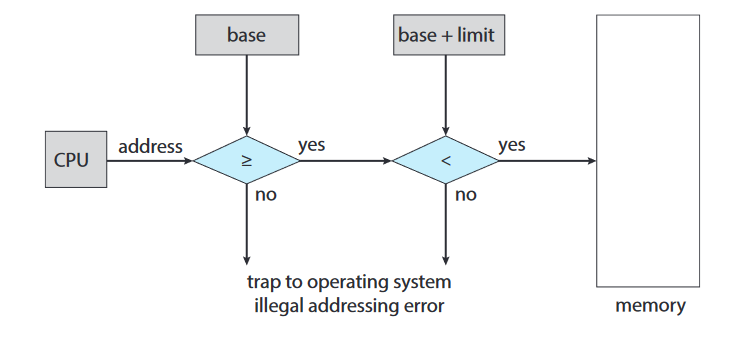 base
base + limit
CPU
address
≥
yes
<
yes
no
no
trap to operating system
illegal addressing error
memory